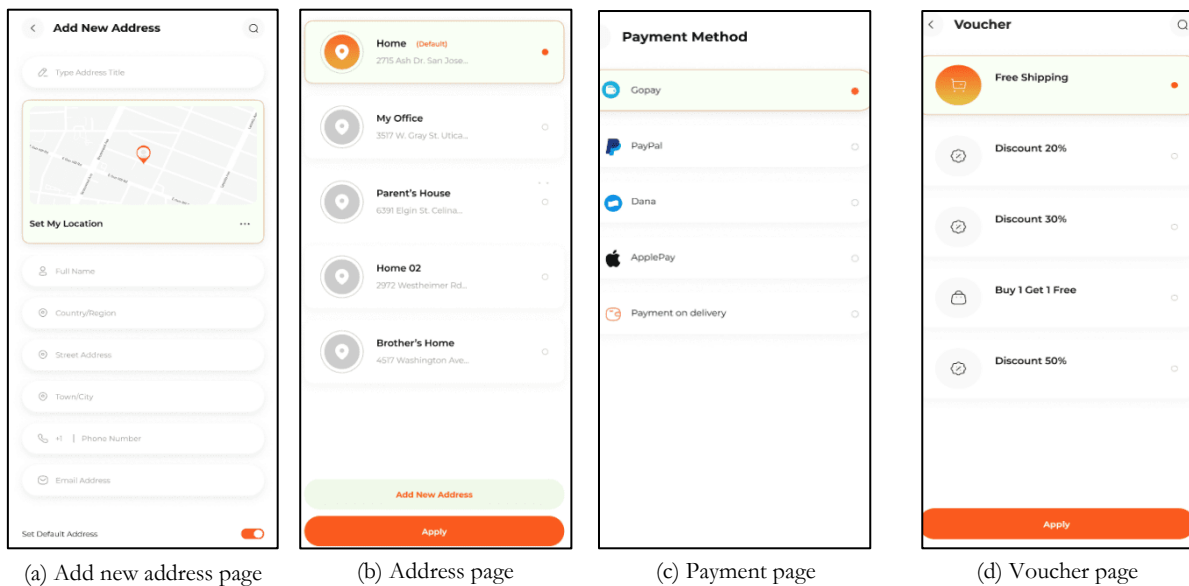 Add New Address
Type Address Title
Set My Location
Full Name
Country/Region
Street Address
Town/City
+1 | Phone Number
Email Address
Set Default Address
(a) Add new address page
Home (Default)
2715 Ash Dr. San Jose...
My Office
3517 W. Gray St. Utica...
Parent's House
6391 Elgin St. Celina...
Home 02
2972 Westheimer Rd...
Brother's Home
4517 Washington Ave...
Add New Address
Apply
(b) Address page
Payment Method
Gopay
PayPal
Dana
ApplePay
Payment on delivery
(c) Payment page
Voucher
Free Shipping
Discount 20%
Discount 30%
Buy 1 Get 1 Free
Discount 50%
Apply
(d) Voucher page